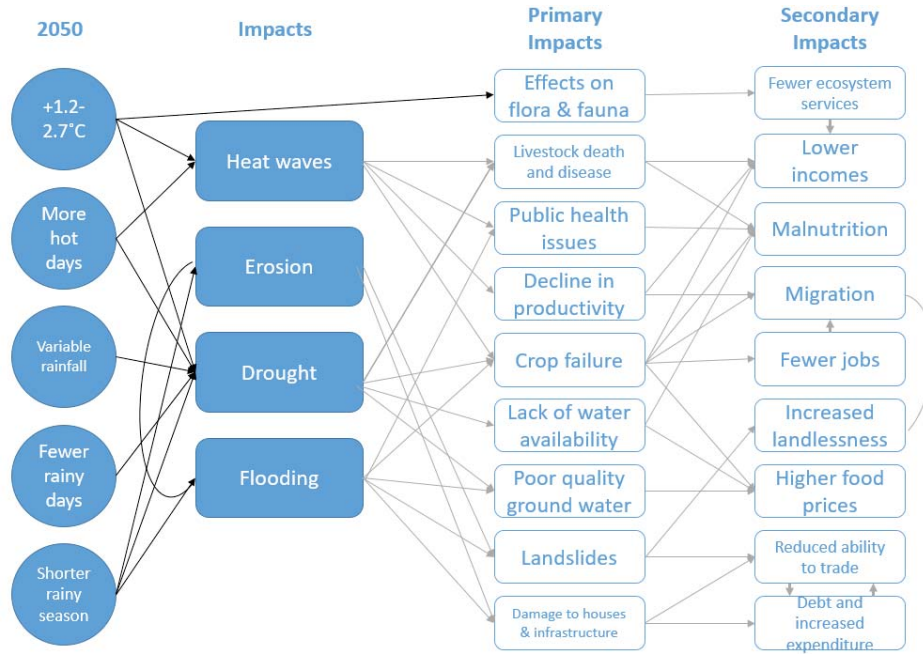 2050
Impacts
Primary
Impacts
Secondary
Impacts
+1.2-
2.7˚C
More
hot
days
Variable
rainfall
Fewer
rainy
days
Shorter
rainy
season
Heat waves
Erosion
Drought
Flooding
Effects on
flora & fauna
Livestock death
and disease
Public health
issues
Decline in
productivity
Crop failure
Lack of water
availability
Poor quality
ground water
Landslides
Damage to houses
& infrastructure
Fewer ecosystem
services
Lower
incomes
Malnutrition
Migration
Fewer jobs
Increased
landlessness
Higher food
prices
Reduced ability
to trade
Debt and
increased
expenditure